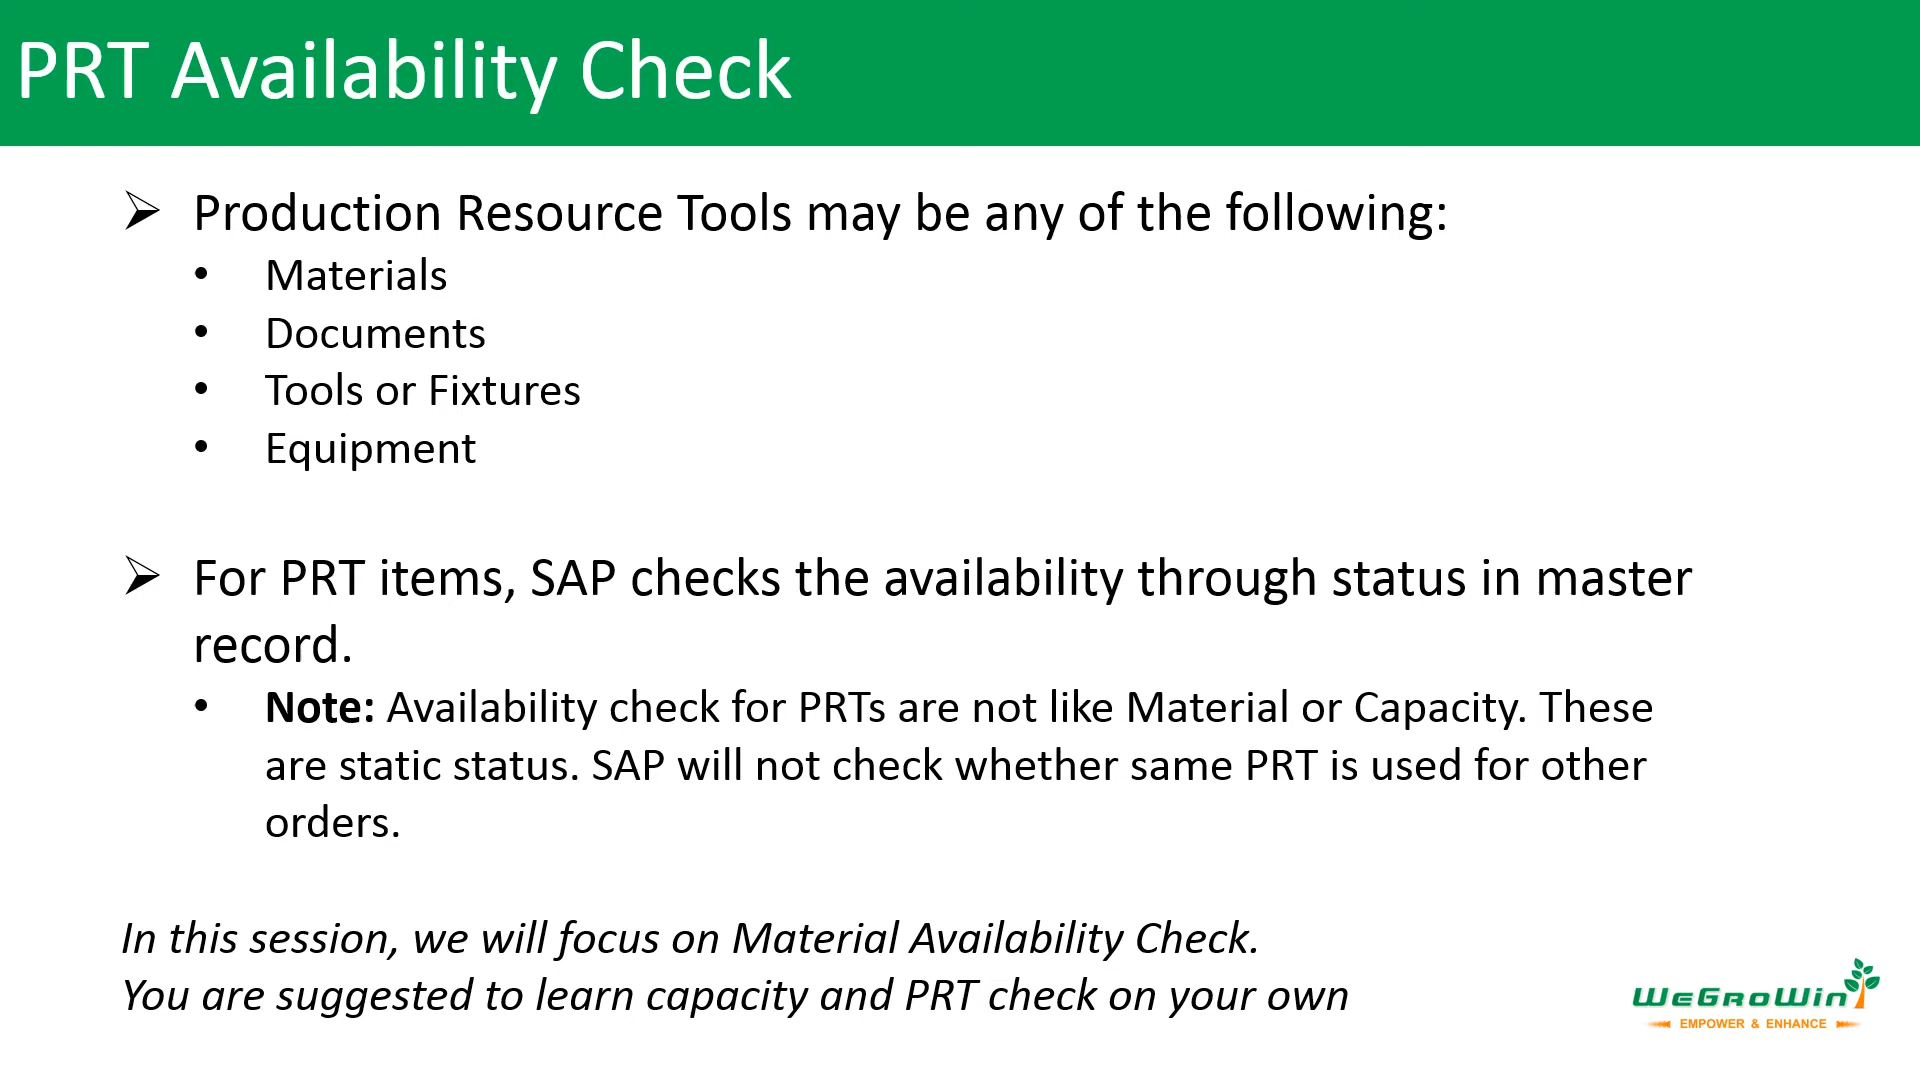 PRT Availability Check
➢ Production Resource Tools may be any of the following:
• Materials
• Documents
• Tools or Fixtures
• Equipment
➢ For PRT items, SAP checks the availability through status in master
record.
• Note: Availability check for PRTs are not like Material or Capacity. These
are static status. SAP will not check whether same PRT is used for other
orders.
In this session, we will focus on Material Availability Check.
You are suggested to learn capacity and PRT check on your own
WeGroWin
EMPOWER & ENHANCE